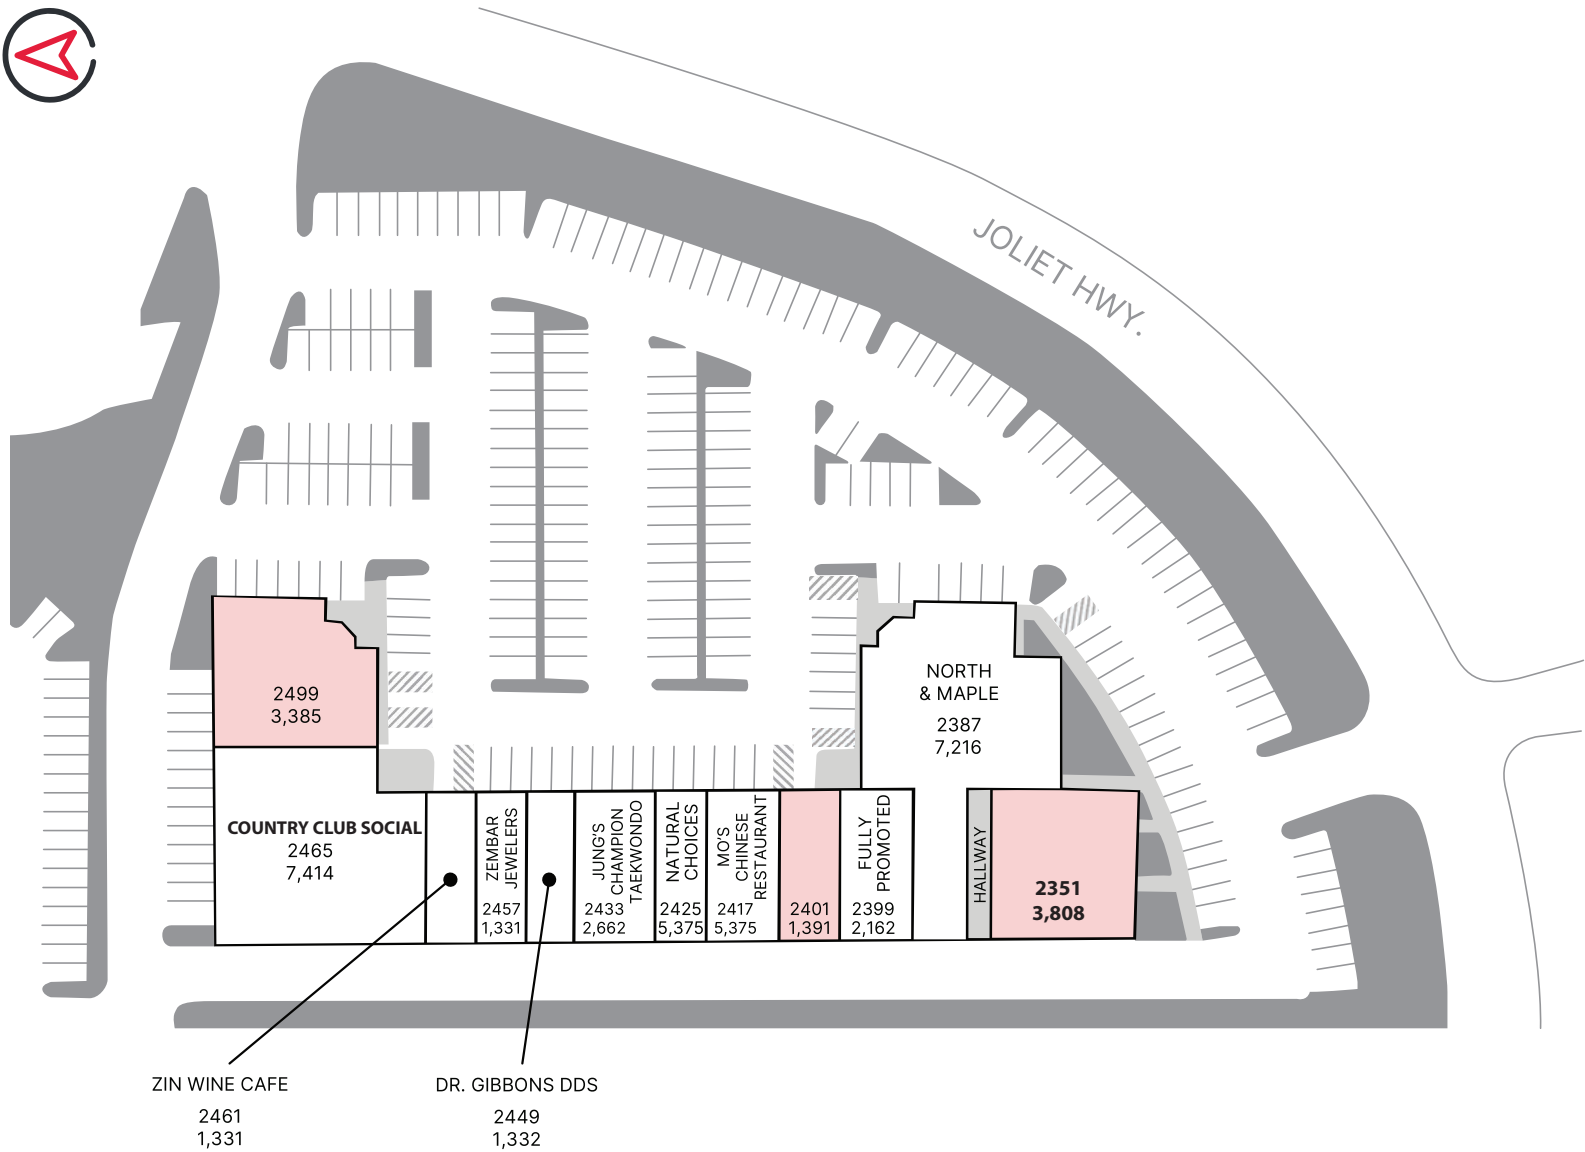 JOLIET HWY.
2499
3,385
NORTH
& MAPLE
2387
7,216
COUNTRY CLUB SOCIAL
2465
7,414
ZEMBAR
JEWELERS
2457
1,331
JUNG'S
CHAMPION
TAEKWONDO
2433
2,662
NATURAL
CHOICES
2425
5,375
MO'S
CHINESE
RESTAURANT
2417
5,375
2401
1,391
FULLY
PROMOTED
2399
2,162
HALLWAY
2351
3,808
ZIN WINE CAFE
2461
1,331
DR. GIBBONS DDS
2449
1,332